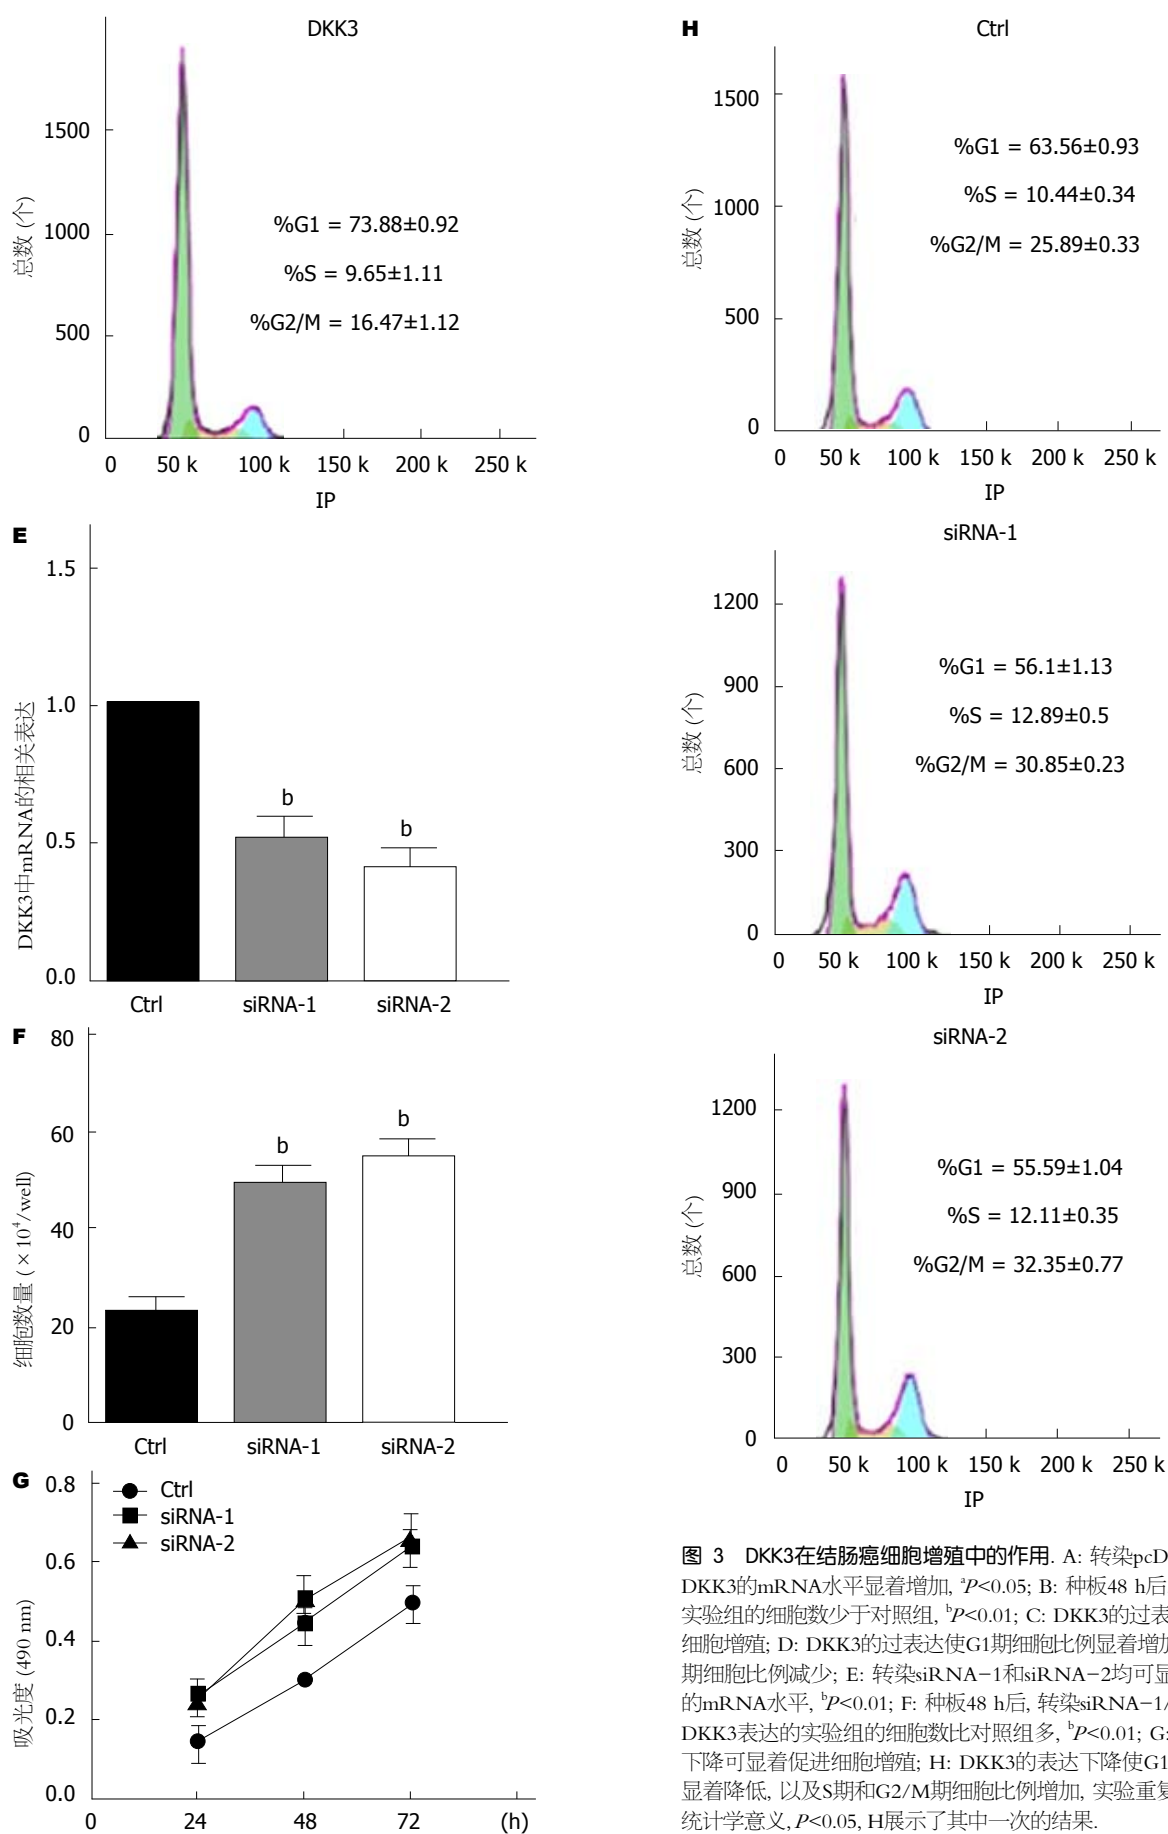 DKK3
1500
1000
500
0
总数 (个)
%G1 = 73.88±0.92
%S = 9.65±1.11
%G2/M = 16.47±1.12
0 50 k 100 k 150 k 200 k 250 k
IP
E
1.5
1.0
0.5
0.0
DKK3中mRNA的相关表达
b
b
Ctrl siRNA-1 siRNA-2
F
80
60
40
20
0
细胞数量 (×10⁴/well)
b
b
Ctrl siRNA-1 siRNA-2
G
0.8
0.6
0.4
0.2
0.0
吸光度 (490 nm)
Ctrl
siRNA-1
siRNA-2
0 24 48 72 (h)
H
Ctrl
1500
1000
500
0
总数 (个)
%G1 = 63.56±0.93
%S = 10.44±0.34
%G2/M = 25.89±0.33
0 50 k 100 k 150 k 200 k 250 k
IP
siRNA-1
1200
900
600
300
0
总数 (个)
%G1 = 56.1±1.13
%S = 12.89±0.5
%G2/M = 30.85±0.23
0 50 k 100 k 150 k 200 k 250 k
IP
siRNA-2
1200
900
600
300
0
总数 (个)
%G1 = 55.59±1.04
%S = 12.11±0.35
%G2/M = 32.35±0.77
0 50 k 100 k 150 k 200 k 250 k
IP
图 3 DKK3在结肠癌细胞增殖中的作用. A: 转染pcD
DKK3的mRNA水平显着增加, ᵃP<0.05; B: 种板48 h后
实验组的细胞数少于对照组, ᵇP<0.01; C: DKK3的过表
细胞增殖; D: DKK3的过表达使G1期细胞比例显着增加
期细胞比例减少; E: 转染siRNA-1和siRNA-2均可显
的mRNA水平, ᵇP<0.01; F: 种板48 h后, 转染siRNA-1/
DKK3表达的实验组的细胞数比对照组多, ᵇP<0.01; G:
下降可显着促进细胞增殖; H: DKK3的表达下降使G1
显着降低, 以及S期和G2/M期细胞比例增加, 实验重复
统计学意义, P<0.05, H展示了其中一次的结果.